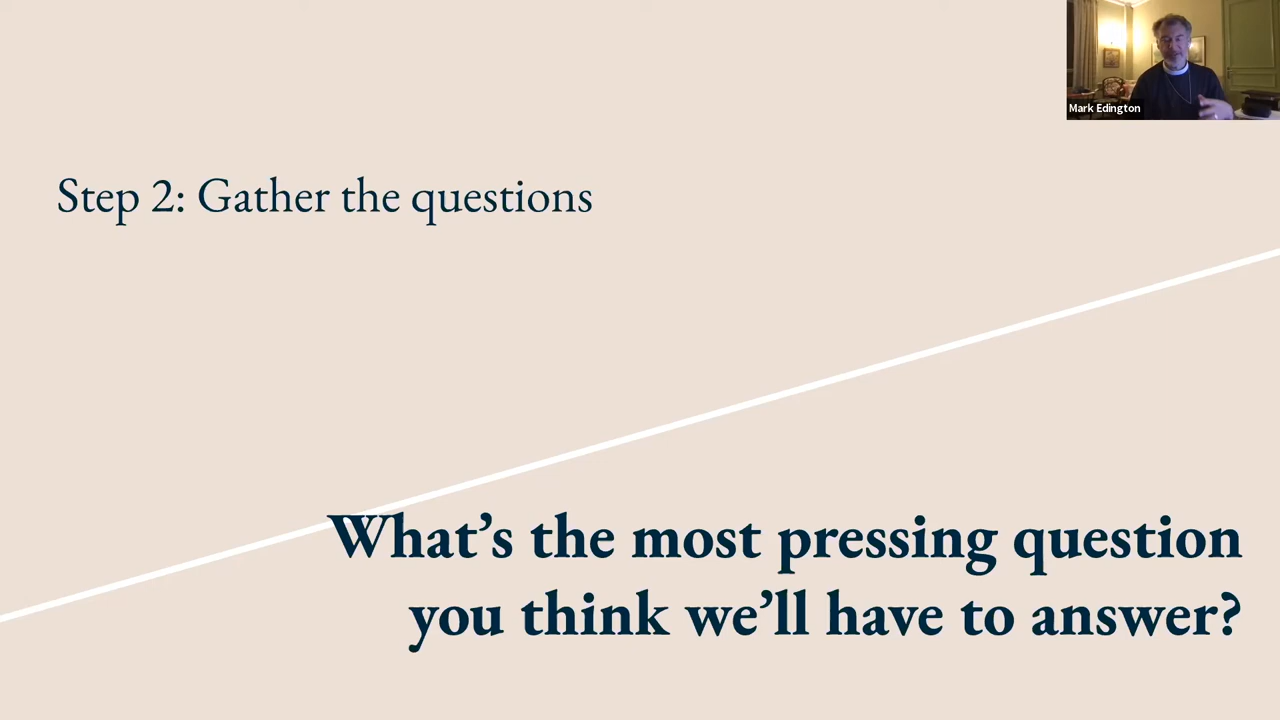 Mark Edington
Step 2: Gather the questions
What’s the most pressing question
you think we’ll have to answer?